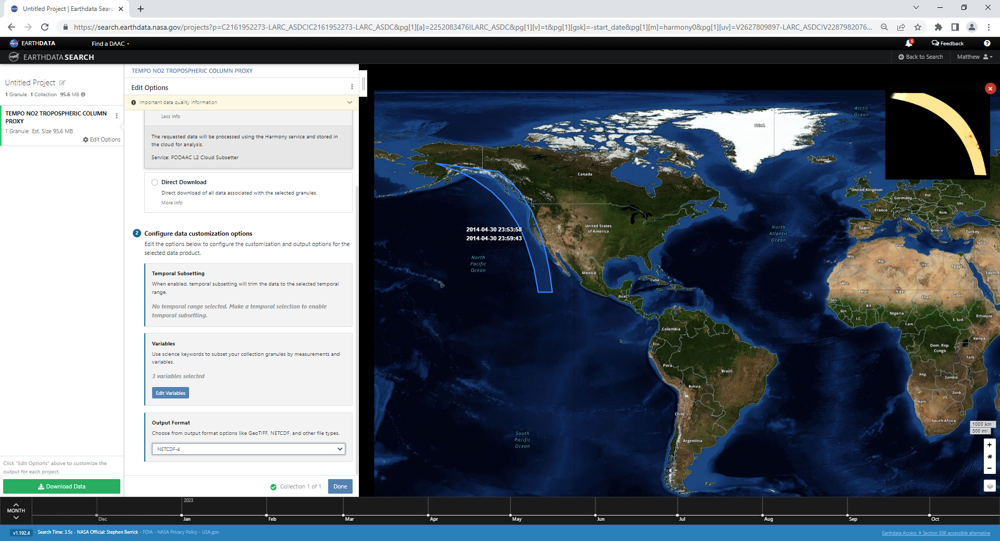 Untitled Project | Earthdata Searc
https://search.earthdata.nasa.gov/projects?p=C2161952273-LARC_ASDC!C2161952273-LARC_ASDC&pg[1][a]=2252083476!LARC_ASDC&pg[1][v]=t&pg[1][gsk]=-start_date&pg[1][m]=harmony0&pg[1][uv]=V2627809897-LARC_ASDC!V2287982076...
EARTHDATA
Find a DAAC
6
Feedback
?
EARTHDATA SEARCH
Back to Search
Matthew
Untitled Project
1 Granule 1 Collection 95.6 MB
TEMPO NO2 TROPOSPHERIC COLUMN
PROXY
1 Granule Est. Size 95.6 MB
Edit Options
Click "Edit Options" above to customize the
output for each project.
Download Data
TEMPO NO2 TROPOSPHERIC COLUMN PROXY
Edit Options
Important data quality information
Less Info
The requested data will be processed using the Harmony service and stored in
the cloud for analysis.
Service: PODAAC L2 Cloud Subsetter
Direct Download
Direct download of all data associated with the selected granules.
More Info
2 Configure data customization options
Edit the options below to configure the customization and output options for the
selected data product.
Temporal Subsetting
When enabled, temporal subsetting will trim the data to the selected temporal
range.
No temporal range selected. Make a temporal selection to enable
temporal subsetting.
Variables
Use science keywords to subset your collection granules by measurements and
variables.
3 variables selected
Edit Variables
Output Format
Choose from output format options like GeoTIFF, NETCDF, and other file types.
NETCDF-4
Collection 1 of 1
Done
Arctic
Ocean
Grlnd.
Iceland
Canada
United Kingdom
Pol.
Germany
Ukr.
France
Rom.
Italy
Spain
Greece
Turkey
Syria
2014-04-30 23:53:58
2014-04-30 23:59:43
United States
of America
North
Atlantic
Ocean
North
Pacific
Ocean
Tun.
Mor.
Alg.
Libya
Egypt
Saudi A
Mexico
Cuba
Guat.
Mrt.
Mali
Niger
Chad
Sudan
Sen.
B.F.
Gin.
Nigeria
I.C.
S. Sud.
Ethiopia
Cam.
Colombia
Ecu.
Kenya
Dem. Rep.
Congo
Tanz.
Peru
Brazil
Ang.
Zambia
Bolivia
Zimb.
Nam.
Chile
South Africa
South
Pacific
Ocean
Argentina
1000 km
500 mi
+
−
MONTH
2023
Dec
Jan
Feb
Mar
Apr
May
Jun
Jul
Aug
Sep
Oct
v1.192.4 · Search Time: 3.5s · NASA Official: Stephen Berrick · FOIA · NASA Privacy Policy · USA.gov
Earthdata Access: A Section 508 accessible alternative